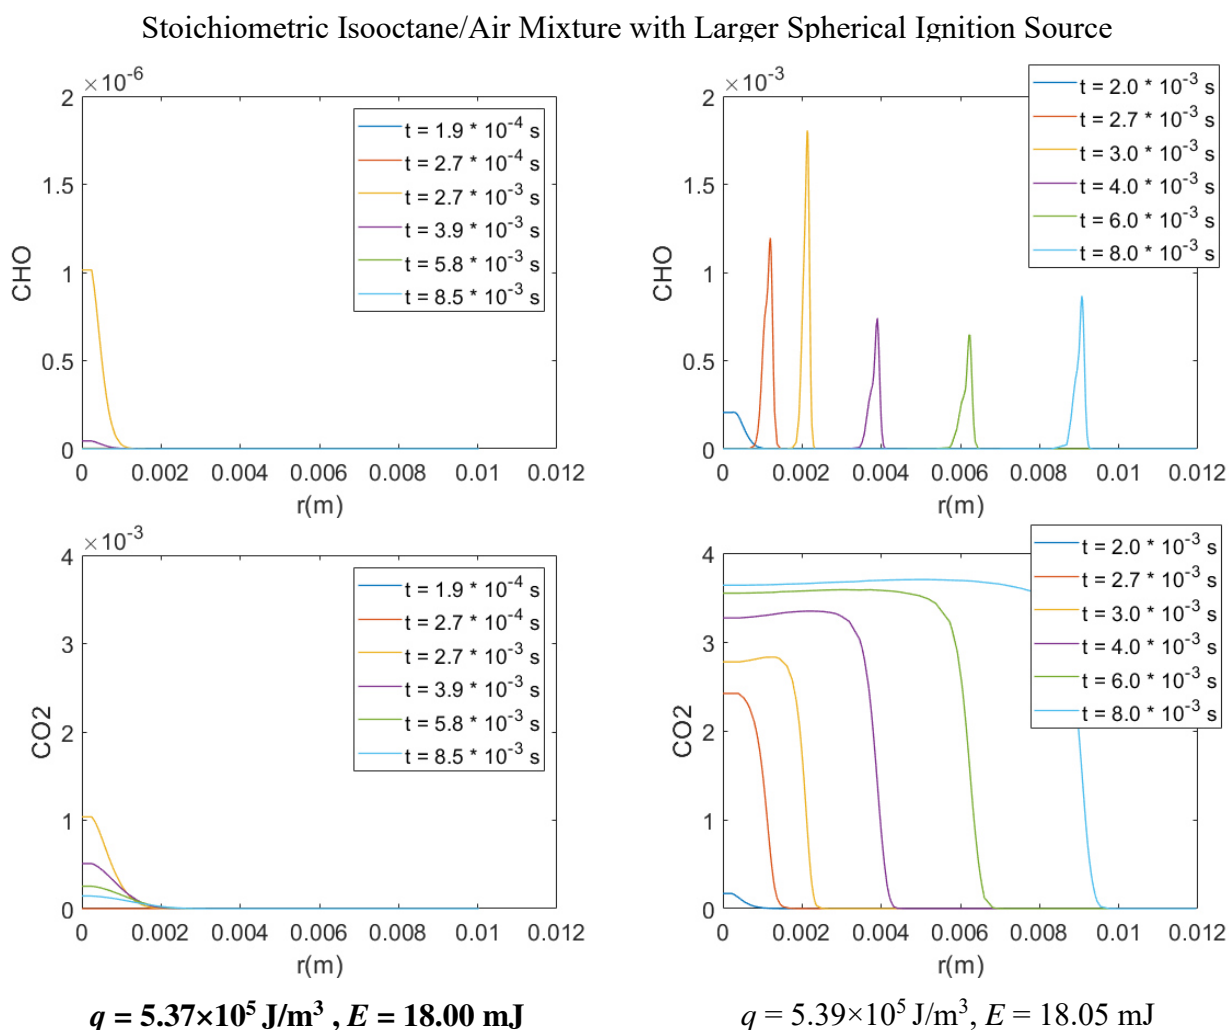 Stoichiometric Isooctane/Air Mixture with Larger Spherical Ignition Source
×10⁻⁶
2
1.5
1
0.5
0
CHO
0 0.002 0.004 0.006 0.008 0.01 0.012
r(m)
t = 1.9 * 10⁻⁴ s
t = 2.7 * 10⁻⁴ s
t = 2.7 * 10⁻³ s
t = 3.9 * 10⁻³ s
t = 5.8 * 10⁻³ s
t = 8.5 * 10⁻³ s
×10⁻³
2
1.5
1
0.5
0
CHO
0 0.002 0.004 0.006 0.008 0.01 0.012
r(m)
t = 2.0 * 10⁻³ s
t = 2.7 * 10⁻³ s
t = 3.0 * 10⁻³ s
t = 4.0 * 10⁻³ s
t = 6.0 * 10⁻³ s
t = 8.0 * 10⁻³ s
×10⁻³
4
3
2
1
0
CO2
0 0.002 0.004 0.006 0.008 0.01 0.012
r(m)
t = 1.9 * 10⁻⁴ s
t = 2.7 * 10⁻⁴ s
t = 2.7 * 10⁻³ s
t = 3.9 * 10⁻³ s
t = 5.8 * 10⁻³ s
t = 8.5 * 10⁻³ s
4
3
2
1
0
CO2
0 0.002 0.004 0.006 0.008 0.01 0.012
r(m)
t = 2.0 * 10⁻³ s
t = 2.7 * 10⁻³ s
t = 3.0 * 10⁻³ s
t = 4.0 * 10⁻³ s
t = 6.0 * 10⁻³ s
t = 8.0 * 10⁻³ s
q = 5.37×10⁵ J/m³ , E = 18.00 mJ
q = 5.39×10⁵ J/m³, E = 18.05 mJ